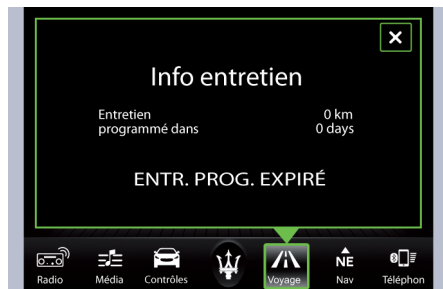 Info entretien
Entretien 0 km
programmé dans 0 days
ENTR. PROG. EXPIRÉ
NE
Radio Média Contrôles Voyage Nav Téléphon